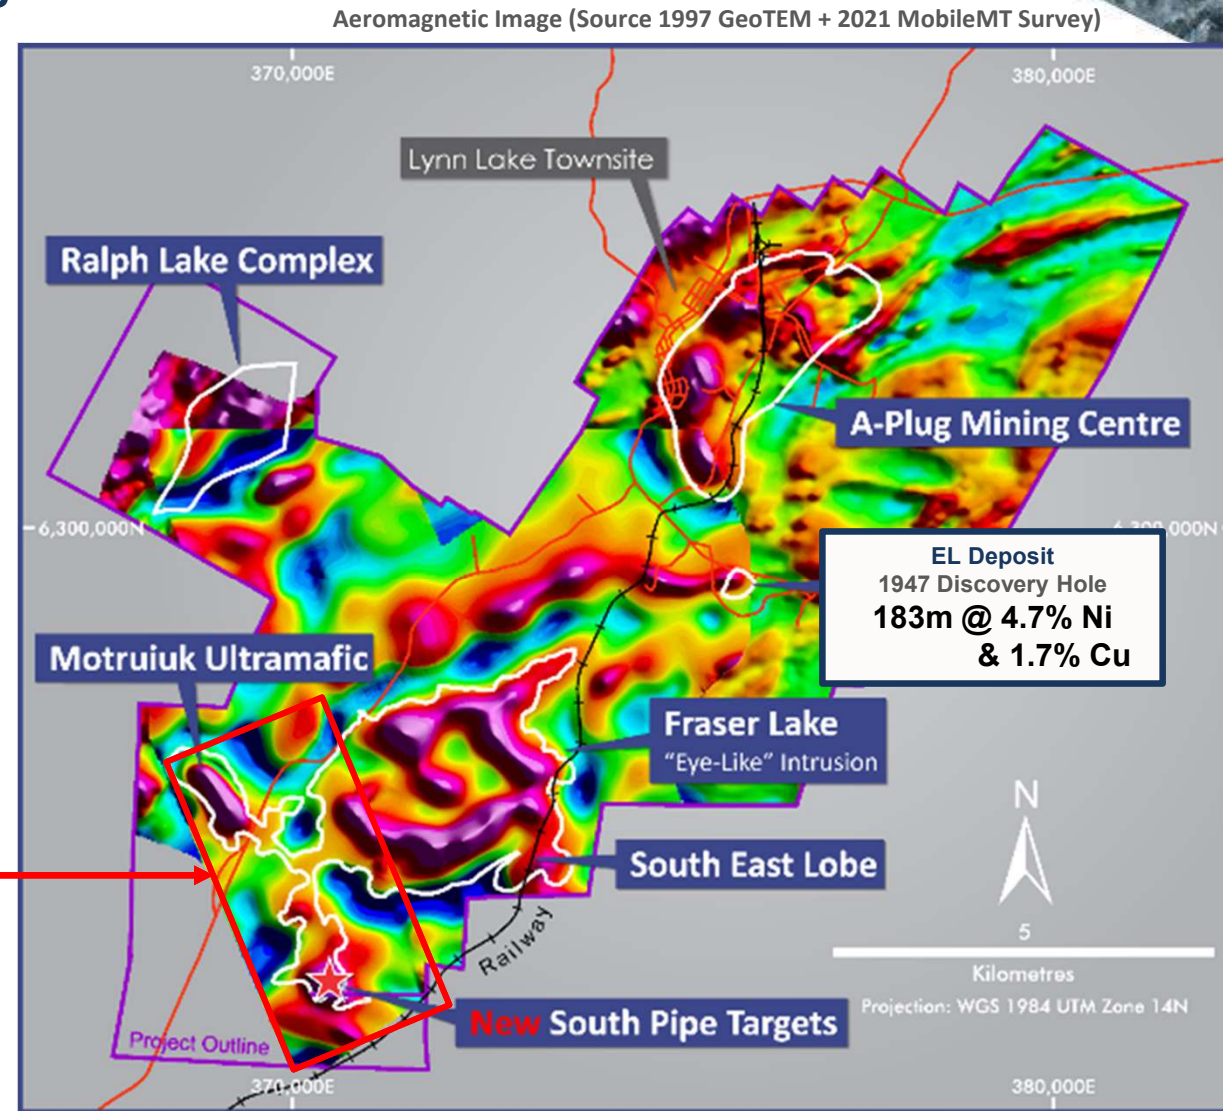 Aeromagnetic Image (Source 1997 GeoTEM + 2021 MobileMT Survey)
370,000E
380,000E
Lynn Lake Townsite
Ralph Lake Complex
A-Plug Mining Centre
6,300,000N
6,300,000N
EL Deposit
1947 Discovery Hole
183m @ 4.7% Ni
& 1.7% Cu
Motruiuk Ultramafic
Fraser Lake
“Eye-Like” Intrusion
N
South East Lobe
5
Kilometres
Railway
Projection: WGS 1984 UTM Zone 14N
New South Pipe Targets
Project Outline
370,000E
380,000E